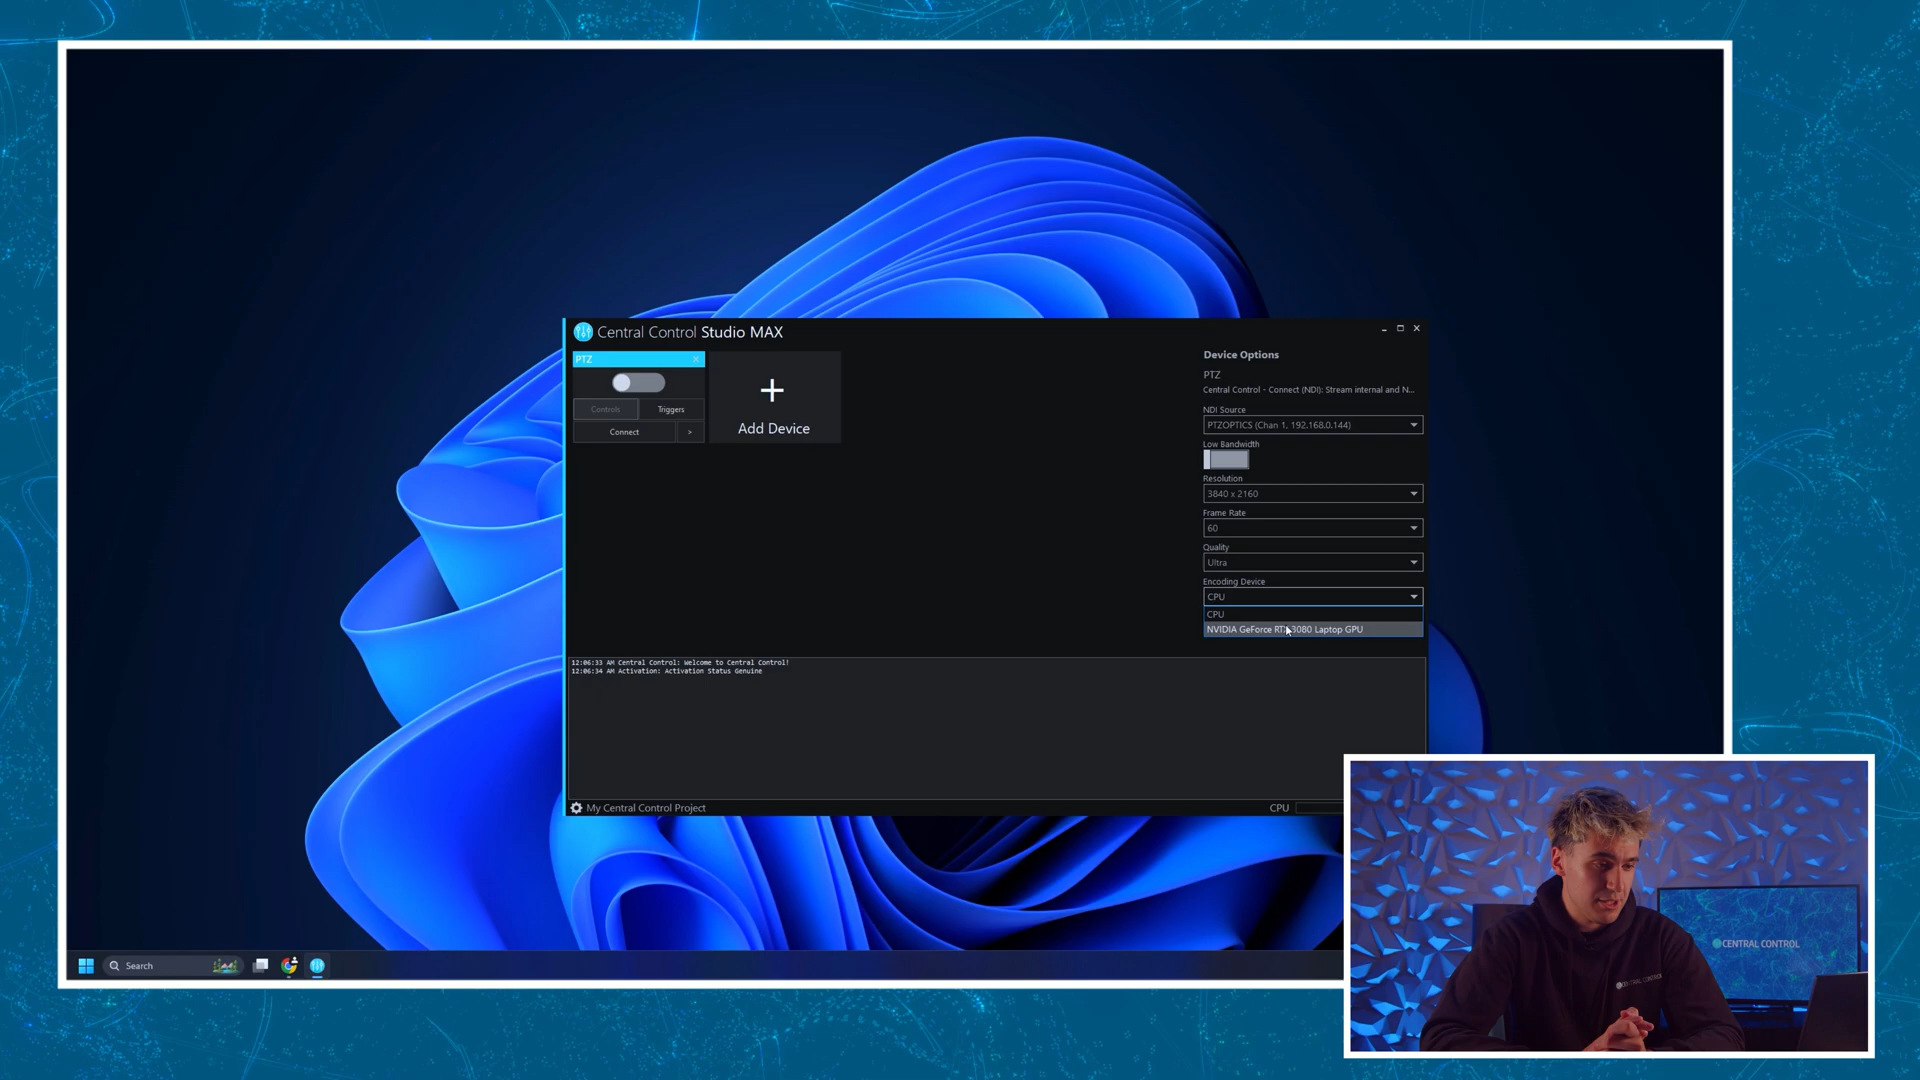 Central Control Studio MAX
PTZ
Controls
Triggers
Connect
>
Add Device
Device Options
PTZ
Central Control - Connect (NDI): Stream internal and N...
NDI Source
PTZOPTICS (Chan 1, 192.168.0.144)
Low Bandwidth
Resolution
3840 x 2160
Frame Rate
60
Quality
Ultra
Encoding Device
CPU
CPU
NVIDIA GeForce RTX 3080 Laptop GPU
12:06:33 AM Central Control: Welcome to Central Control!
12:06:34 AM Activation: Activation Status Genuine
My Central Control Project
CPU
Search
CENTRAL CONTROL
CENTRAL CONTROL